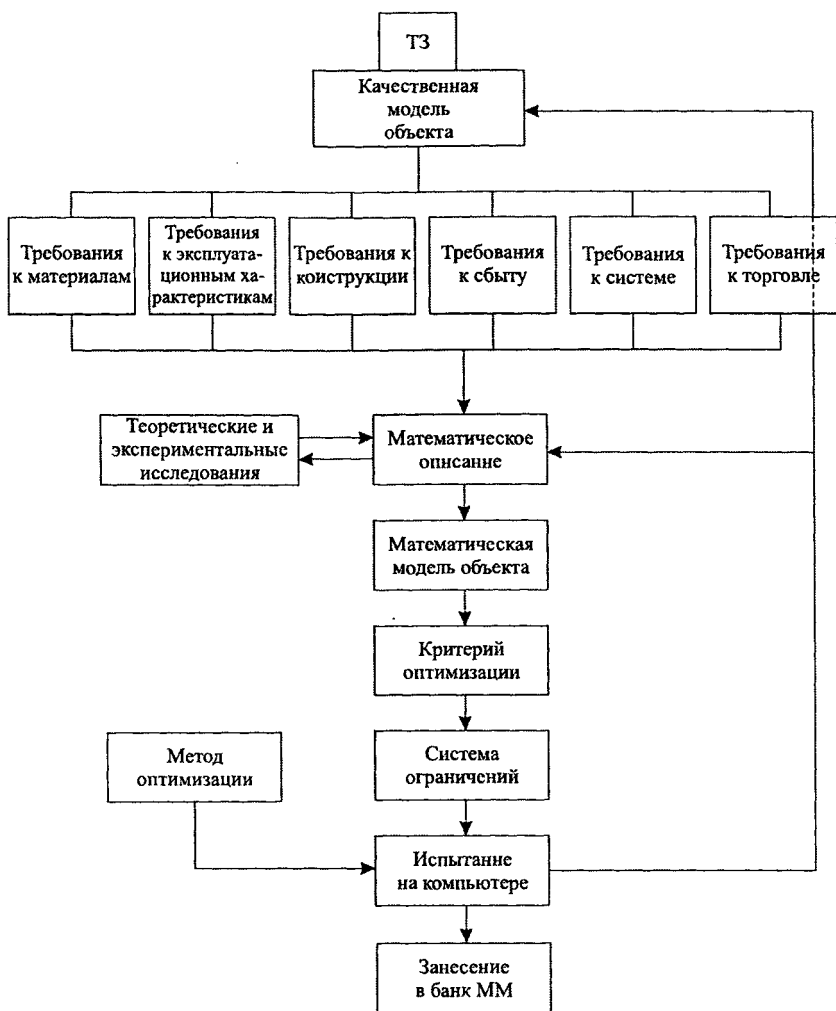 ТЗ
Качественная
модель
объекта
Требования
к материалам
Требования
к эксплуата-
ционным ха-
рактеристикам
Требования к
конструкции
Требования
к сбыту
Требования
к системе
Требования
к торговле
Теоретические и
экспериментальные
исследования
Математическое
описание
Математическая
модель объекта
Критерий
оптимизации
Метод
оптимизации
Система
ограничений
Испытание
на компьютере
Занесение
в банк ММ